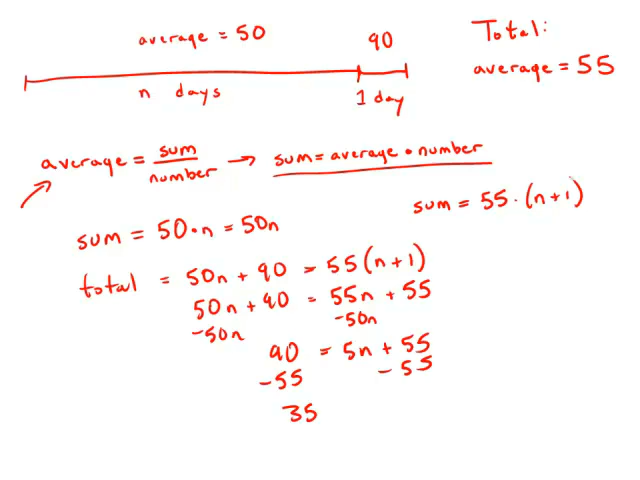 average = 50
90
Total:
average = 55
n days
1 day
average = sum/number → sum = average • number
sum = 55 · (n+1)
sum = 50 • n = 50n
total = 50n + 90 = 55(n+1)
50n + 90 = 55n + 55
-50n -50n
90 = 5n + 55
-55 -55
35